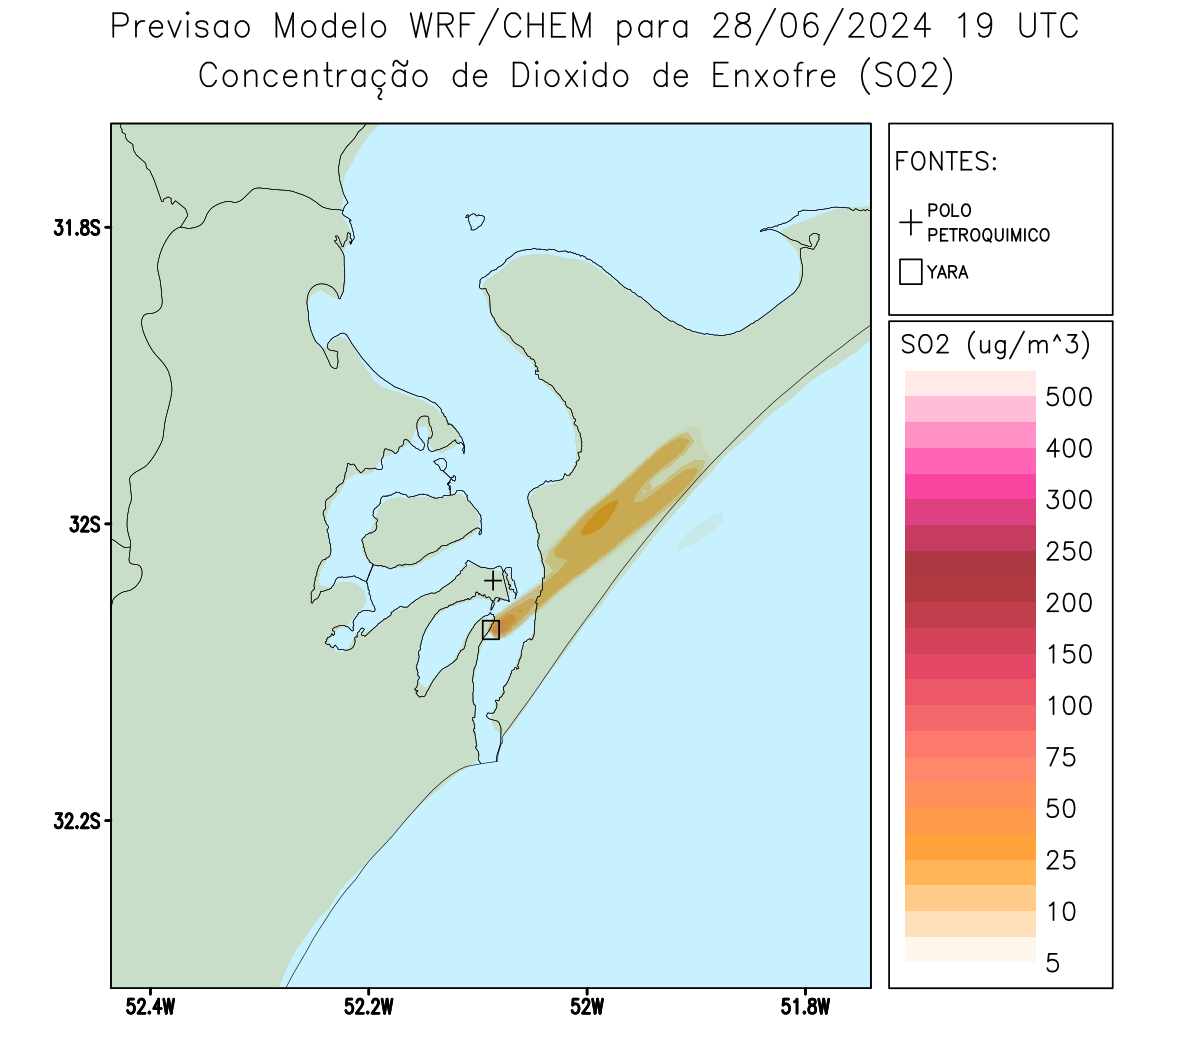 Previsao Modelo WRF/CHEM para 28/06/2024 19 UTC
Concentração de Dioxido de Enxofre (SO2)
FONTES:
POLO
PETROQUIMICO
YARA
31.8S
32S
32.2S
52.4W
52.2W
52W
51.8W
SO2 (ug/m^3)
500
400
300
250
200
150
100
75
50
25
10
5